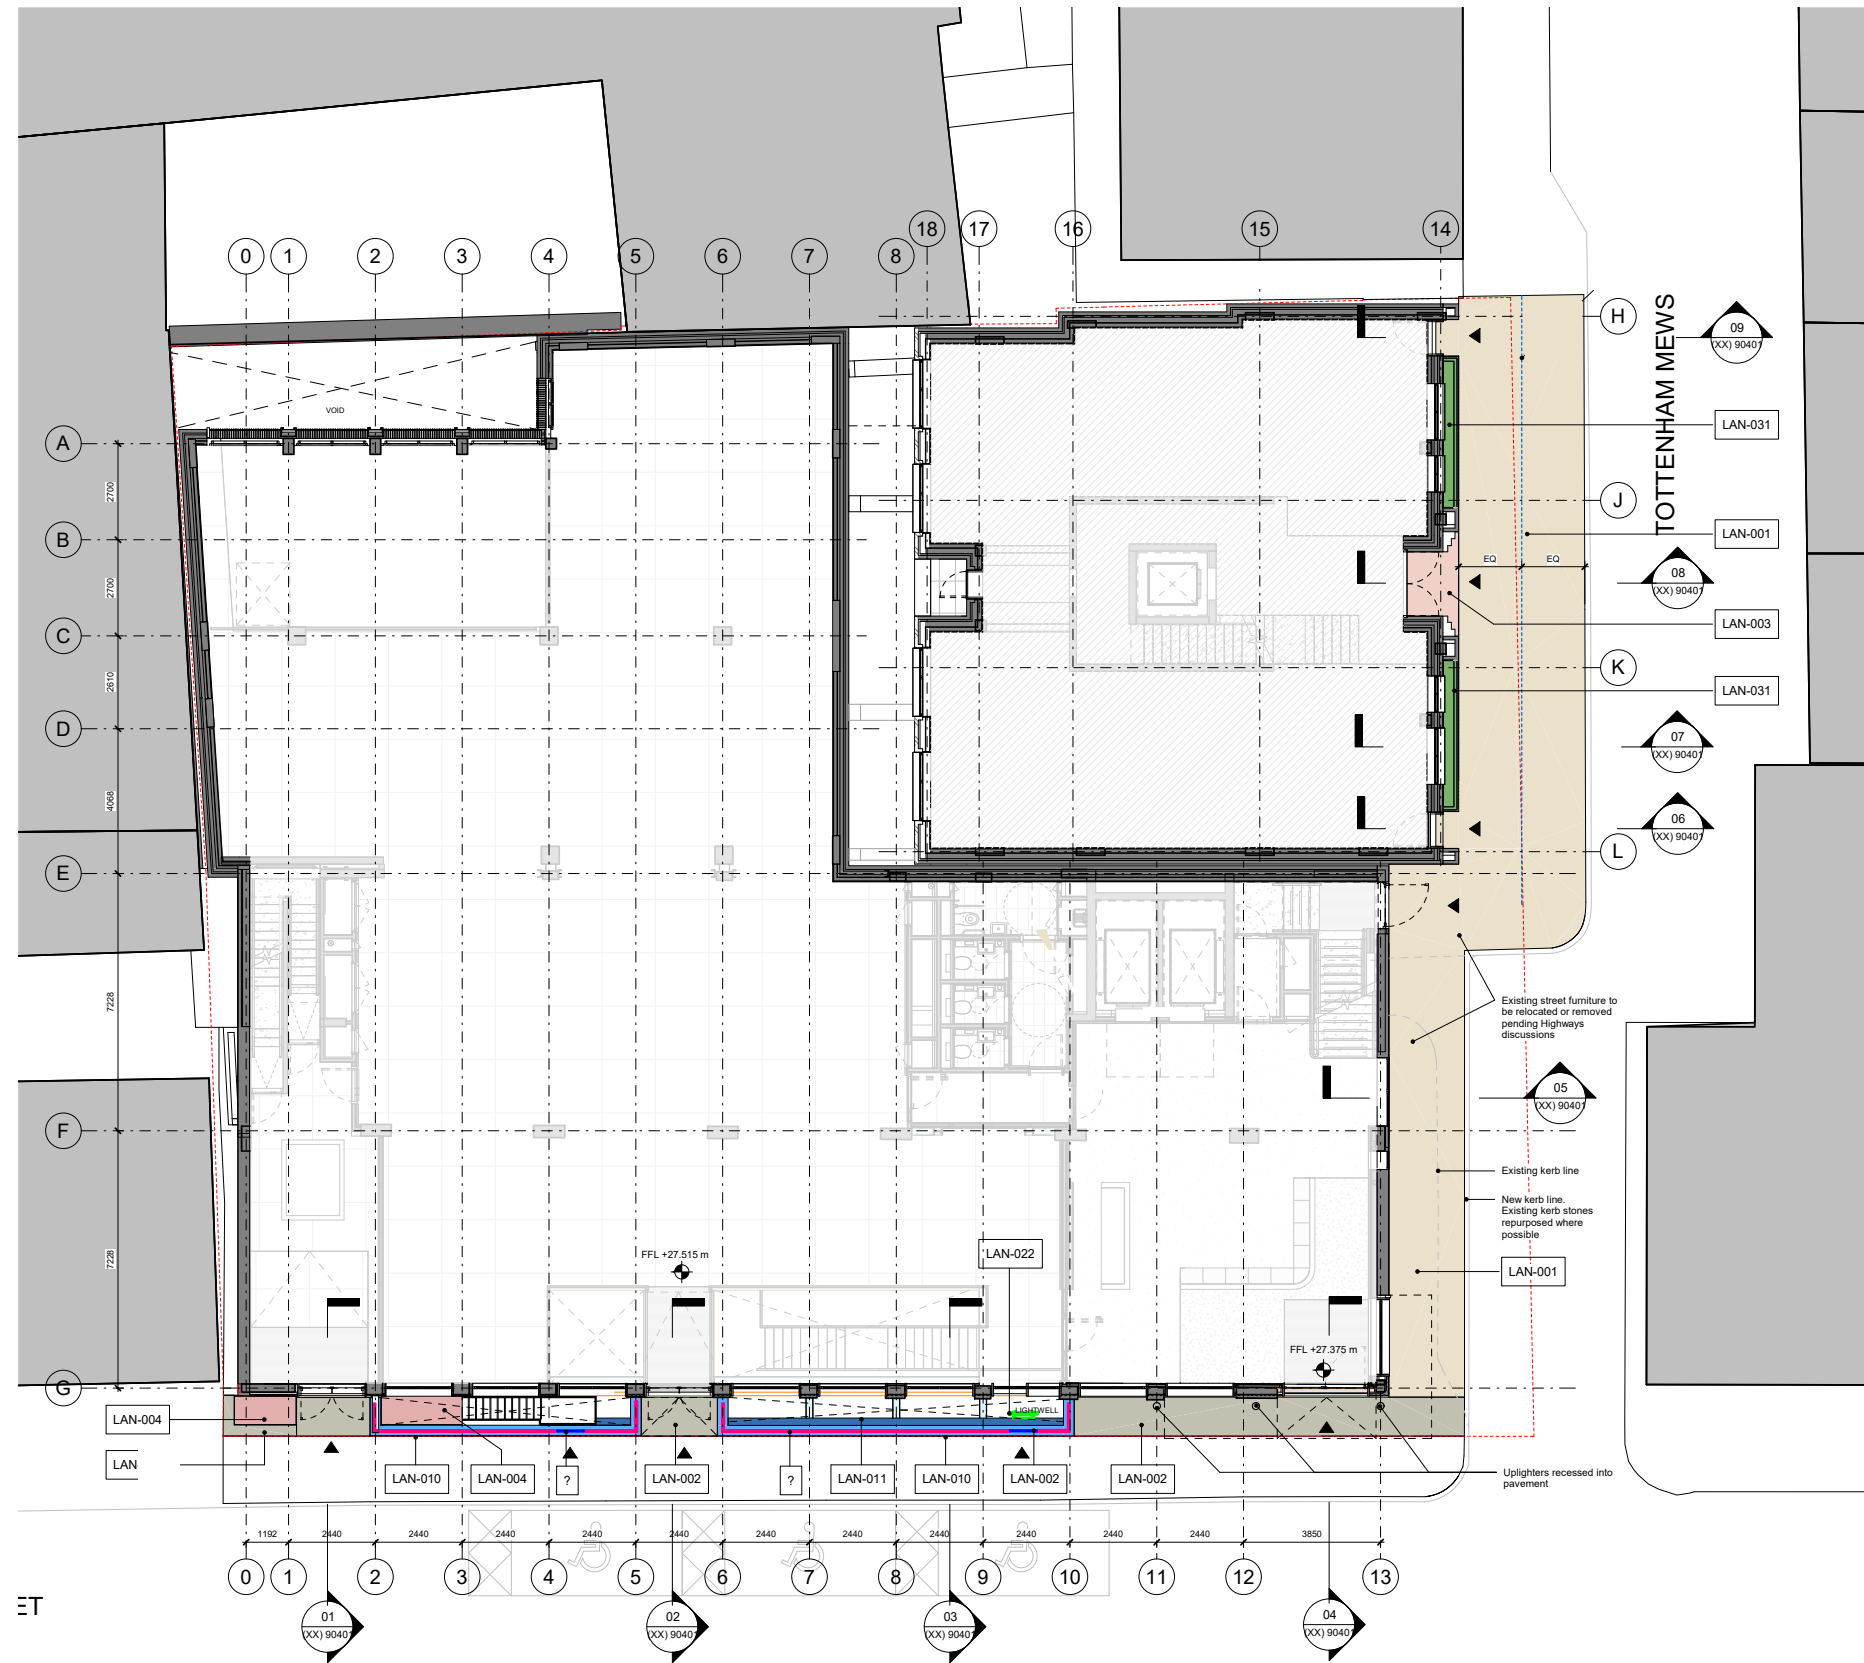 18
17
16
15
14
0
1
2
3
4
5
6
7
8
H
09
(XX) 90401
TOTTENHAM MEWS
VOID
LAN-031
A
2700
J
B
LAN-001
EQ
EQ
08
(XX) 90401
2700
LAN-003
C
K
2610
LAN-031
D
07
(XX) 90401
4068
06
(XX) 90401
L
E
X
X
X
7228
Existing street furniture to
be relocated or removed
pending Highways
discussions
05
(XX) 90401
F
Existing kerb line
New kerb line.
Existing kerb stones
repurposed where
possible
7228
FFL +27.515 m
LAN-022
LAN-001
FFL +27.375 m
G
LAN-004
LIGHTWELL
LAN
LAN-010
LAN-004
?
LAN-002
?
LAN-011
LAN-010
LAN-002
LAN-002
Uplighters recessed into
pavement
1192
2440
2440
2440
2440
2440
2440
2440
2440
2440
2440
2440
3850
0
1
2
3
4
5
6
7
8
9
10
11
12
13
ET
01
(XX) 90401
02
(XX) 90401
03
(XX) 90401
04
(XX) 90401